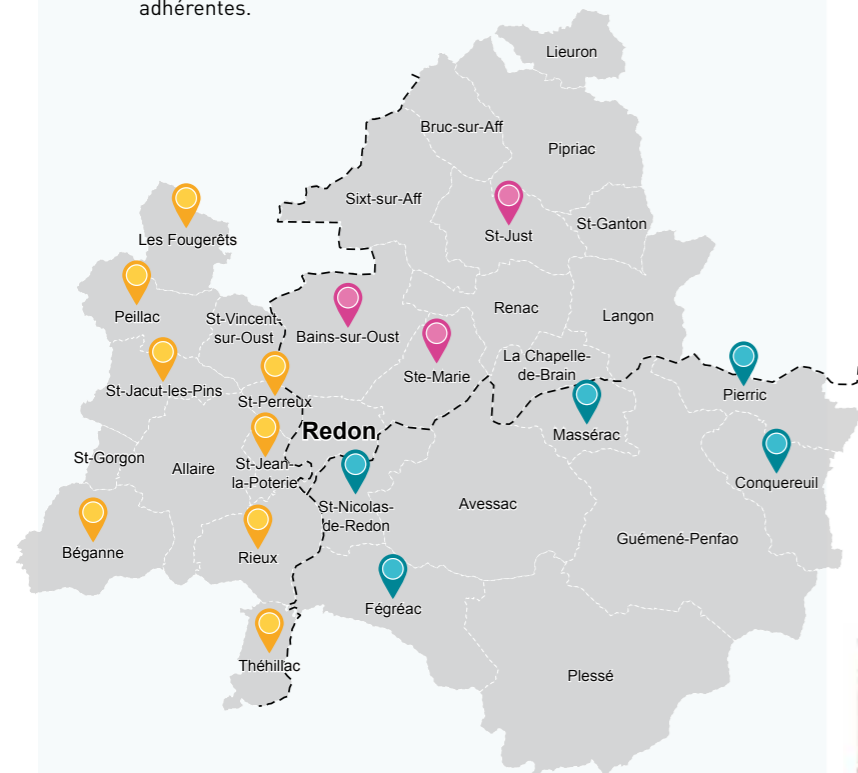 adhérentes.
Lieuron
Bruc-sur-Aff
Pipriac
Sixt-sur-Aff
St-Ganton
St-Just
Les Fougerêts
Peillac
St-Vincent-
sur-Oust
Bains-sur-Oust
Renac
Langon
La Chapelle-
de-Brain
Ste-Marie
St-Jacut-les-Pins
St-Perreux
Pierric
Redon
Massérac
St-Gorgon
Allaire
St-Jean-
la-Poterie
Conquereuil
St-Nicolas-
de-Redon
Avessac
Guémené-Penfao
Béganne
Rieux
Fégréac
Théhillac
Plessé